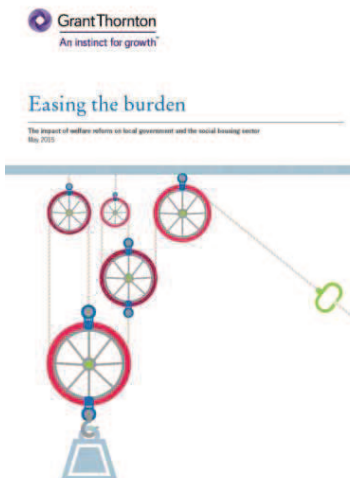 Grant Thornton
An instinct for growth™
Easing the burden
The impact of welfare reform on local government and the social housing sector
May 2015